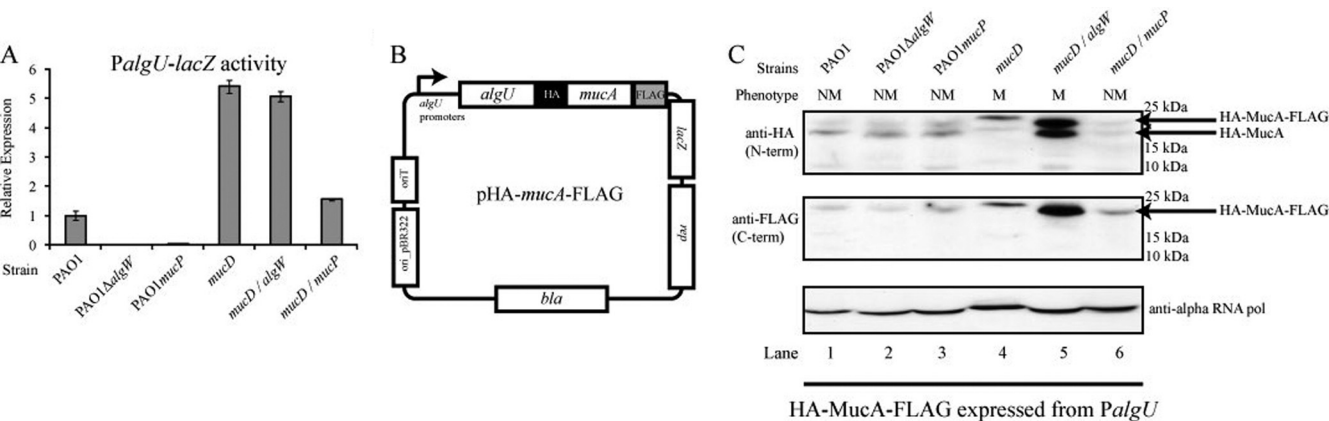 A
PalgU-lacZ activity
Relative Expression
6
5
4
3
2
1
0
Strain
PAO1
PAO1ΔalgW
PAO1mucP
mucD
mucD / algW
mucD / mucP
B
algU
promoters
algU
HA
mucA
FLAG
lacZ
oriT
pHA-mucA-FLAG
ori_pBR322
rep
bla
C
Strains
PAO1
PAO1ΔalgW
PAO1mucP
mucD
mucD / algW
mucD / mucP
Phenotype
NM NM NM M M NM
25 kDa
anti-HA
(N-term)
HA-MucA-FLAG
HA-MucA
15 kDa
10 kDa
25 kDa
anti-FLAG
(C-term)
HA-MucA-FLAG
15 kDa
10 kDa
anti-alpha RNA pol
Lane 1 2 3 4 5 6
HA-MucA-FLAG expressed from PalgU